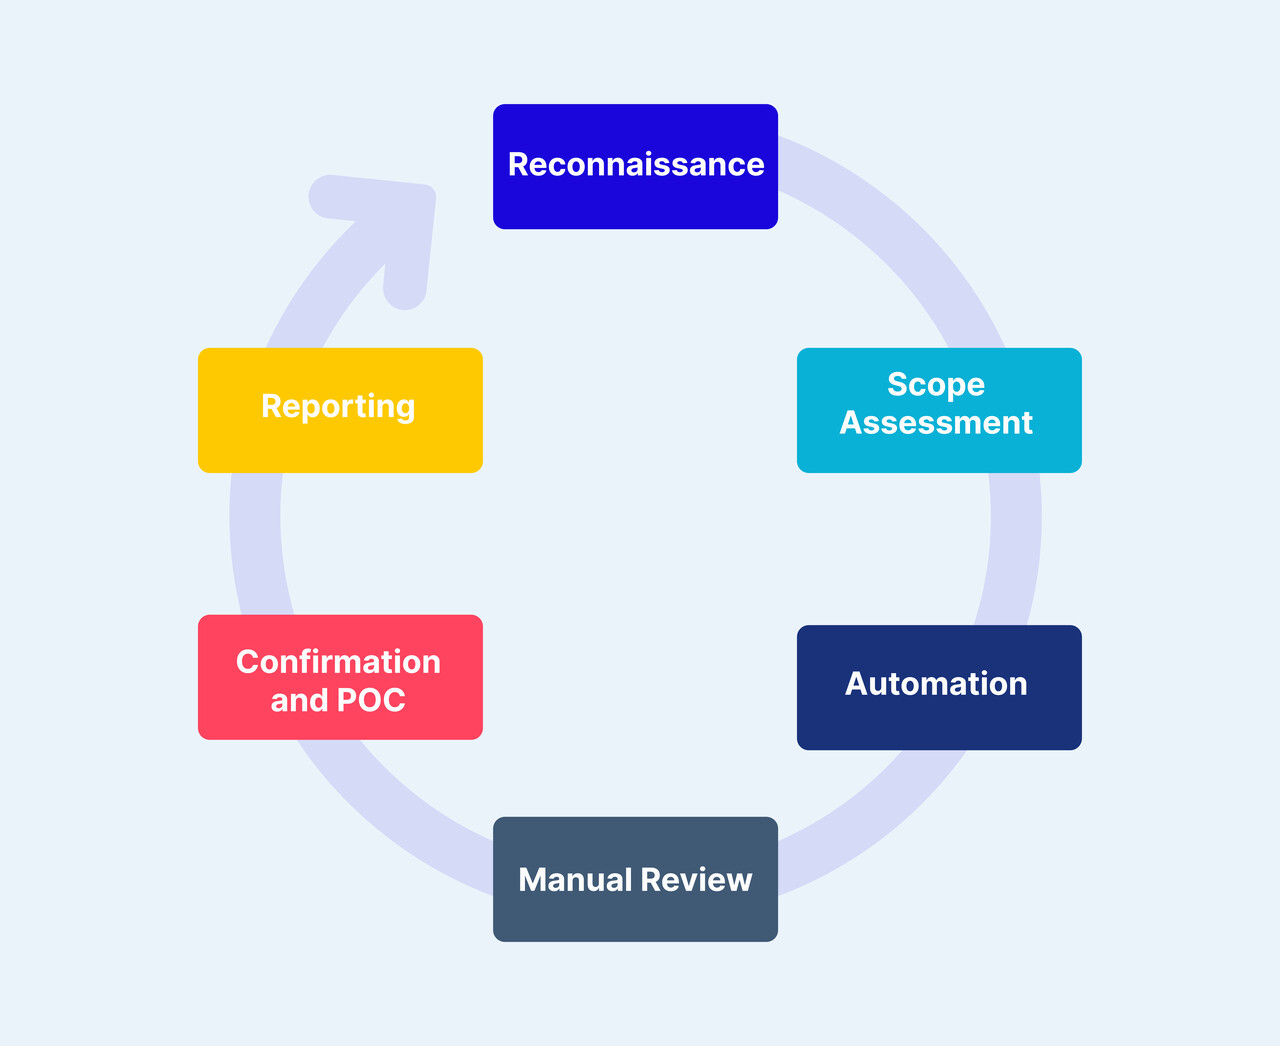 Reconnaissance
Scope
Assessment
Automation
Manual Review
Confirmation
and POC
Reporting